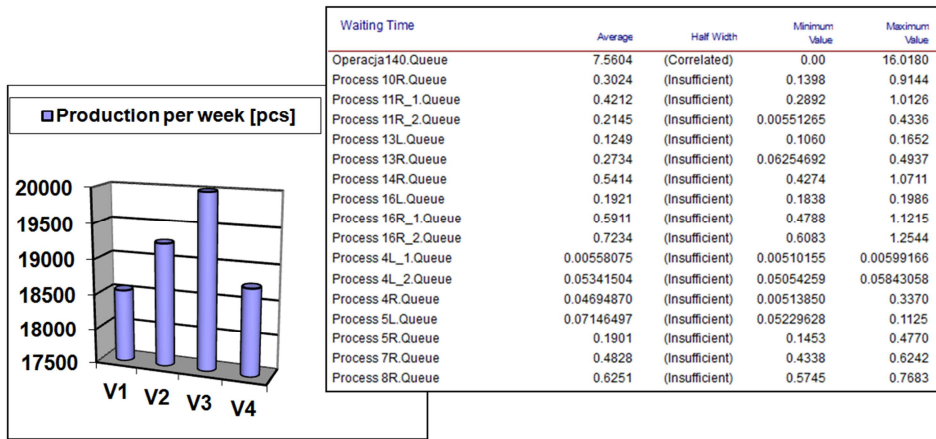 Production per week [pcs]
20000
19500
19000
18500
18000
17500
V1 V2 V3 V4
Waiting Time Average Half Width Minimum Value Maximum Value
Operacja140.Queue 7.5604 (Correlated) 0.00 16.0180
Process 10R.Queue 0.3024 (Insufficient) 0.1398 0.9144
Process 11R_1.Queue 0.4212 (Insufficient) 0.2892 1.0126
Process 11R_2.Queue 0.2145 (Insufficient) 0.00551265 0.4336
Process 13L.Queue 0.1249 (Insufficient) 0.1060 0.1652
Process 13R.Queue 0.2734 (Insufficient) 0.06254692 0.4937
Process 14R.Queue 0.5414 (Insufficient) 0.4274 1.0711
Process 16L.Queue 0.1921 (Insufficient) 0.1838 0.1986
Process 16R_1.Queue 0.5911 (Insufficient) 0.4788 1.1215
Process 16R_2.Queue 0.7234 (Insufficient) 0.6083 1.2544
Process 4L_1.Queue 0.00558075 (Insufficient) 0.00510155 0.00599166
Process 4L_2.Queue 0.05341504 (Insufficient) 0.05054259 0.05843058
Process 4R.Queue 0.04694870 (Insufficient) 0.00513850 0.3370
Process 5L.Queue 0.07146497 (Insufficient) 0.05229628 0.1125
Process 5R.Queue 0.1901 (Insufficient) 0.1453 0.4770
Process 7R.Queue 0.4828 (Insufficient) 0.4338 0.6242
Process 8R.Queue 0.6251 (Insufficient) 0.5745 0.7683